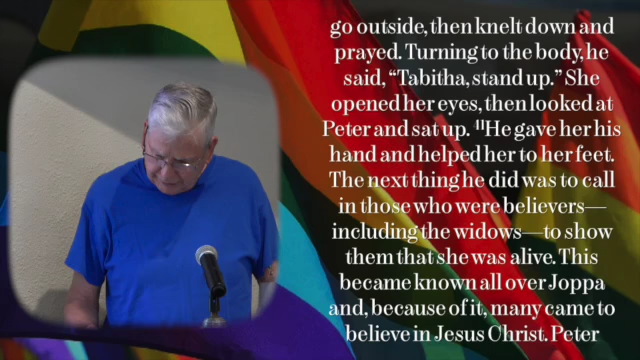 go outside, then knelt down and
prayed. Turning to the body, he
said, “Tabitha, stand up.” She
opened her eyes, then looked at
Peter and sat up. ¹¹He gave her his
hand and helped her to her feet.
The next thing he did was to call
in those who were believers—
including the widows—to show
them that she was alive. This
became known all over Joppa
and, because of it, many came to
believe in Jesus Christ. Peter